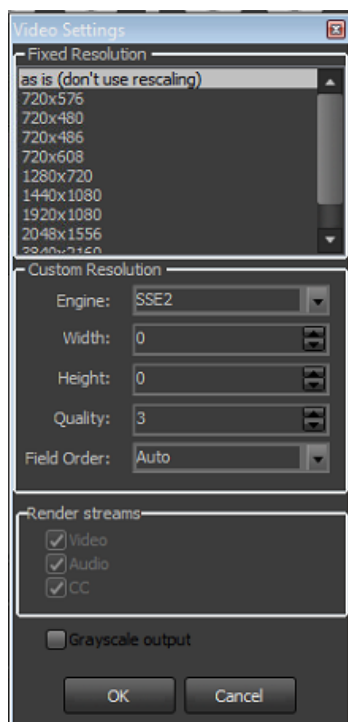 Video Settings
Fixed Resolution
as is (don't use rescaling)
720x576
720x480
720x486
720x608
1280x720
1440x1080
1920x1080
2048x1556
3840x2160
Custom Resolution
Engine: SSE2
Width: 0
Height: 0
Quality: 3
Field Order: Auto
Render streams
Video
Audio
CC
Grayscale output
OK Cancel